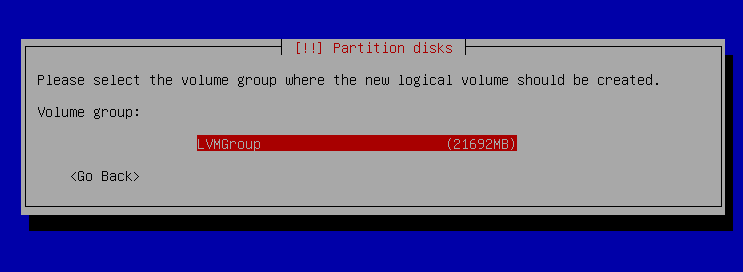 [!!] Partition disks
Please select the volume group where the new logical volume should be created.
Volume group:
LVMGroup (21692MB)
<Go Back>